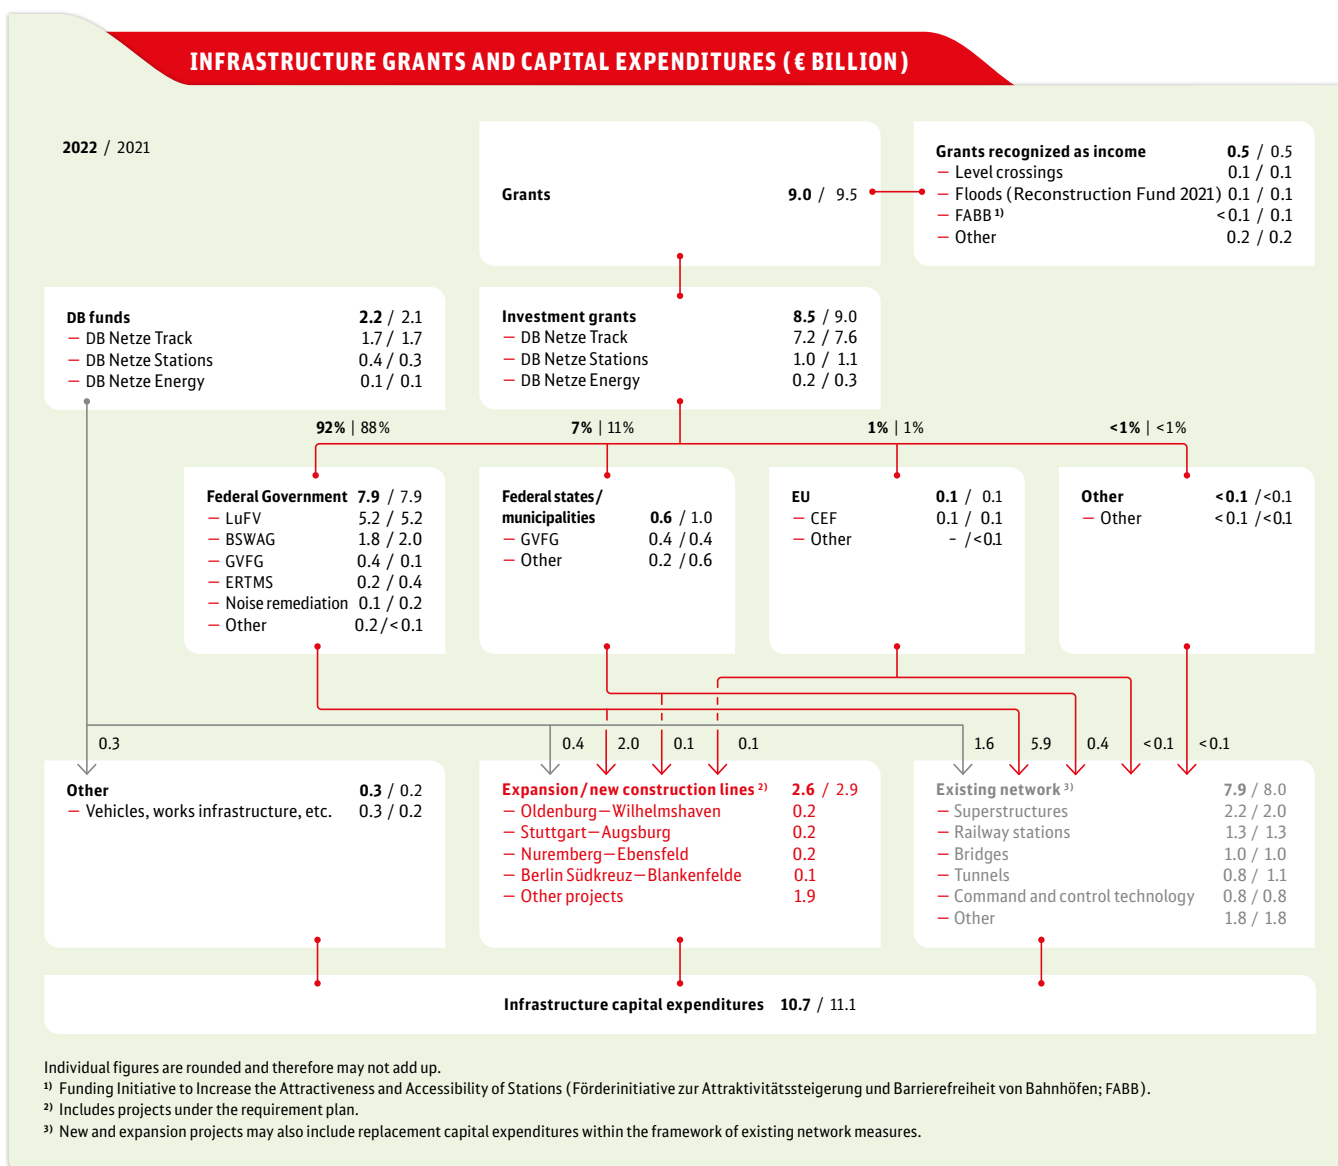 INFRASTRUCTURE GRANTS AND CAPITAL EXPENDITURES (€ BILLION)
2022 / 2021
Grants 9.0 / 9.5
Grants recognized as income 0.5 / 0.5
– Level crossings 0.1 / 0.1
– Floods (Reconstruction Fund 2021) 0.1 / 0.1
– FABB 1) <0.1 / 0.1
– Other 0.2 / 0.2
DB funds 2.2 / 2.1
– DB Netze Track 1.7 / 1.7
– DB Netze Stations 0.4 / 0.3
– DB Netze Energy 0.1 / 0.1
Investment grants 8.5 / 9.0
– DB Netze Track 7.2 / 7.6
– DB Netze Stations 1.0 / 1.1
– DB Netze Energy 0.2 / 0.3
92% | 88%
7% | 11%
1% | 1%
<1% | <1%
Federal Government 7.9 / 7.9
– LuFV 5.2 / 5.2
– BSWAG 1.8 / 2.0
– GVFG 0.4 / 0.1
– ERTMS 0.2 / 0.4
– Noise remediation 0.1 / 0.2
– Other 0.2 / <0.1
Federal states/
municipalities 0.6 / 1.0
– GVFG 0.4 / 0.4
– Other 0.2 / 0.6
EU 0.1 / 0.1
– CEF 0.1 / 0.1
– Other - / <0.1
Other <0.1 / <0.1
– Other <0.1 / <0.1
0.3
0.4
2.0
0.1
0.1
1.6
5.9
0.4
<0.1
<0.1
Other 0.3 / 0.2
– Vehicles, works infrastructure, etc. 0.3 / 0.2
Expansion/new construction lines 2) 2.6 / 2.9
– Oldenburg–Wilhelmshaven 0.2
– Stuttgart–Augsburg 0.2
– Nuremberg–Ebensfeld 0.2
– Berlin Südkreuz–Blankenfelde 0.1
– Other projects 1.9
Existing network 3) 7.9 / 8.0
– Superstructures 2.2 / 2.0
– Railway stations 1.3 / 1.3
– Bridges 1.0 / 1.0
– Tunnels 0.8 / 1.1
– Command and control technology 0.8 / 0.8
– Other 1.8 / 1.8
Infrastructure capital expenditures 10.7 / 11.1
Individual figures are rounded and therefore may not add up.
1) Funding Initiative to Increase the Attractiveness and Accessibility of Stations (Förderinitiative zur Attraktivitätssteigerung und Barrierefreiheit von Bahnhöfen; FABB).
2) Includes projects under the requirement plan.
3) New and expansion projects may also include replacement capital expenditures within the framework of existing network measures.